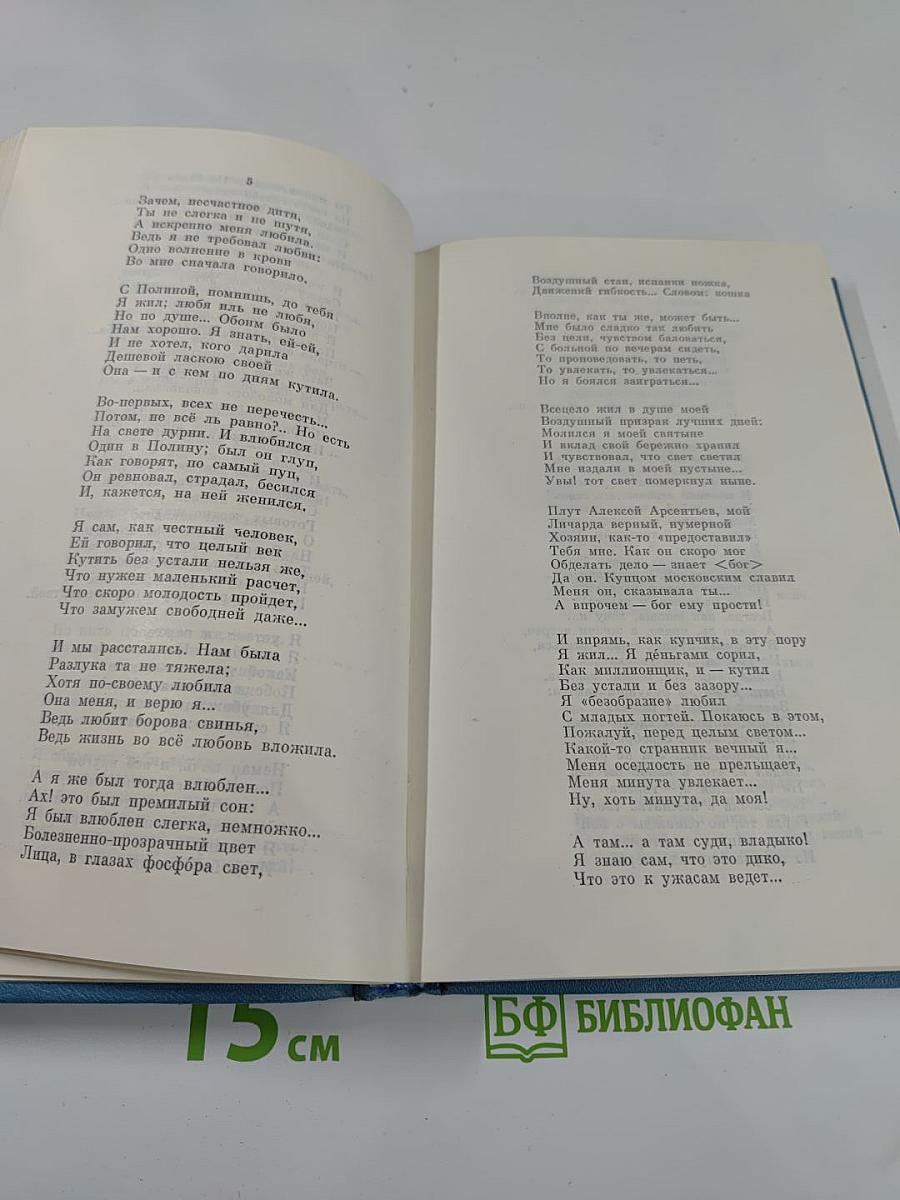 5
Зачем, несчастное дитя,
Ты не слегка и не шутя,
А искренно меня любила.
Ведь я не требовал любви:
Одно волнение в крови
Во мне сначала говорило.
С Полиной, помнишь, до тебя
Я жил; любя иль не любя,
Но по душе... Обоим было
Нам хорошо. Я знать, ей-ей,
И не хотел, кого дарила
Дешевой ласкою своей
Она — и с кем по дням кутила.
Во-первых, всех не перечесть...
Потом, не всё ль равно?.. Но есть
На свете дурни. И влюбился
Один в Полину; был он глуп,
Как говорят, по самый пуп,
Он ревновал, страдал, бесился
И, кажется, на ней женился.
Я сам, как честный человек,
Ей говорил, что целый век
Кутить без устали нельзя же,
Что нужен маленький расчет,
Что скоро молодость пройдет,
Что замужем свободней даже...
И мы расстались. Нам была
Разлука та не тяжела;
Хотя по-своему любила
Она меня, и верю я...
Ведь любит борова свинья,
Ведь жизнь во всё любовь вложила.
А я же был тогда влюблен...
Ах! это был премилый сон:
Я был влюблен слегка, немножко...
Болезненно-прозрачный цвет
Лица, в глазах фосфо́ра свет,
Воздушный стан, испанки ножка,
Движений гибкость... Словом: кошка
Вполне, как ты же, может быть...
Мне было сладко так любить
Без цели, чувством баловаться,
С больной по вечерам сидеть,
То проповедовать, то петь,
То увлекать, то увлекаться...
Но я боялся заиграться...
Всецело жил в душе моей
Воздушный призрак лучших дней:
Молился я моей святыне
И вклад свой бережно хранил
И чувствовал, что свет светил
Мне издали в моей пустыне...
Увы! тот свет померкнул ныне.
Плут Алексей Арсентьев, мой
Личарда верный, нумерной
Хозяин, как-то «предоставил»
Тебя мне. Как он скоро мог
Обделать дело — знает <бог>
Да он. Купцом московским славил
Меня он, сказывала ты...
А впрочем — бог ему прости!
И впрямь, как купчик, в эту пору
Я жил... Я де́ньгами сорил,
Как миллионщик, и — кутил
Без устали и без зазору...
Я «безобразие» любил
С младых ногтей. Покаюсь в этом,
Пожалуй, перед целым светом...
Какой-то странник вечный я...
Меня оседлость не прельщает,
Меня минута увлекает...
Ну, хоть минута, да моя!
А там... а там суди, владыко!
Я знаю сам, что это дико,
Что это к ужасам ведет...
15 см
БФ БИБЛИОФАН